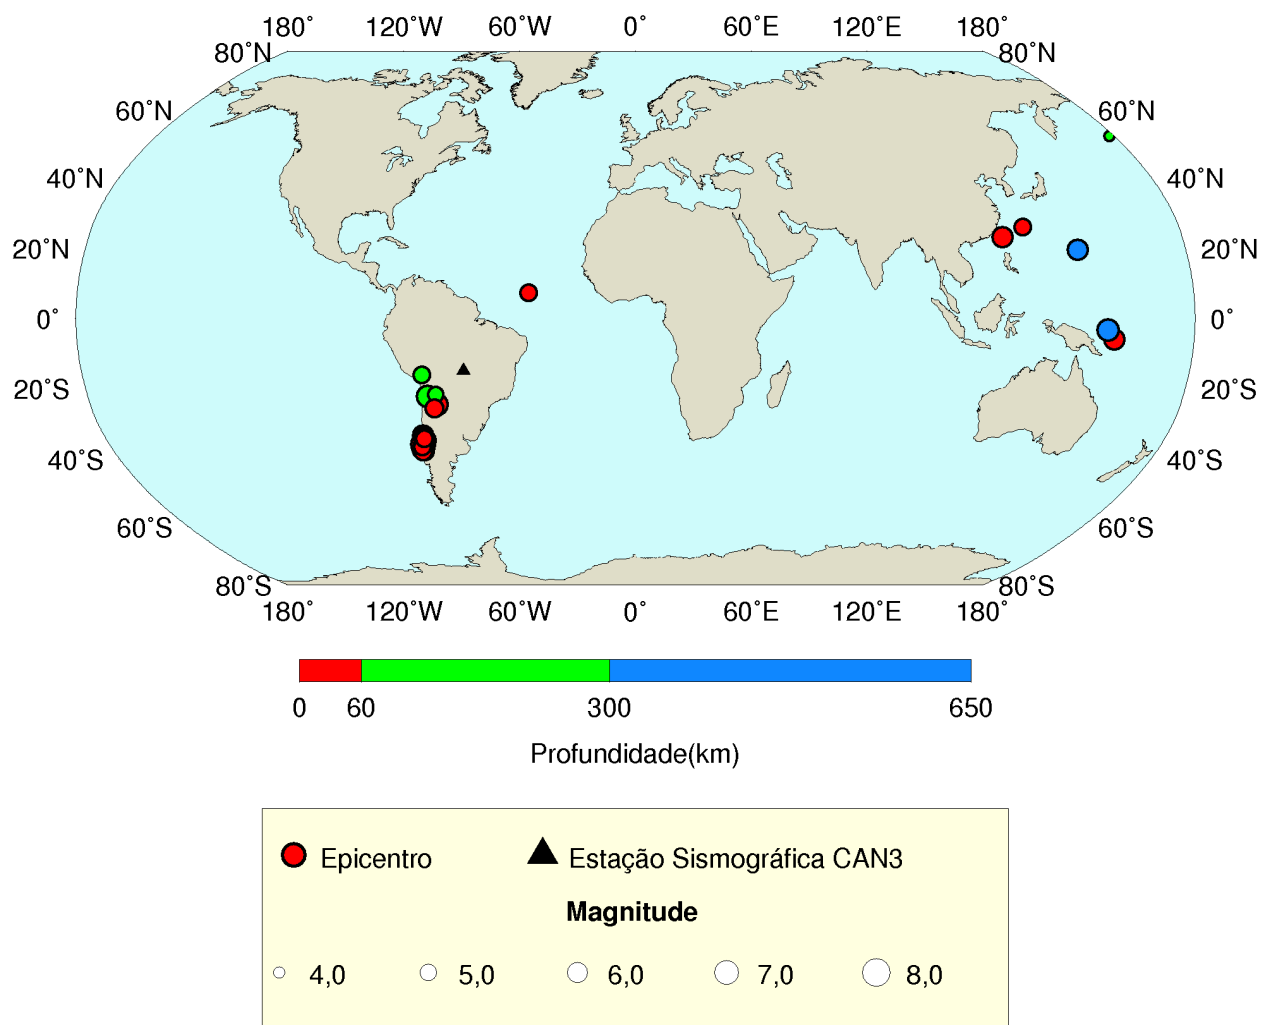 180˚ 120˚W 60˚W 0˚ 60˚E 120˚E 180˚
80˚N 80˚N
60˚N 60˚N
40˚N 40˚N
20˚N 20˚N
0˚ 0˚
20˚S 20˚S
40˚S 40˚S
60˚S 60˚S
80˚S 80˚S
180˚ 120˚W 60˚W 0˚ 60˚E 120˚E 180˚
0 60 300 650
Profundidade(km)
Epicentro Estação Sismográfica CAN3
Magnitude
4,0 5,0 6,0 7,0 8,0